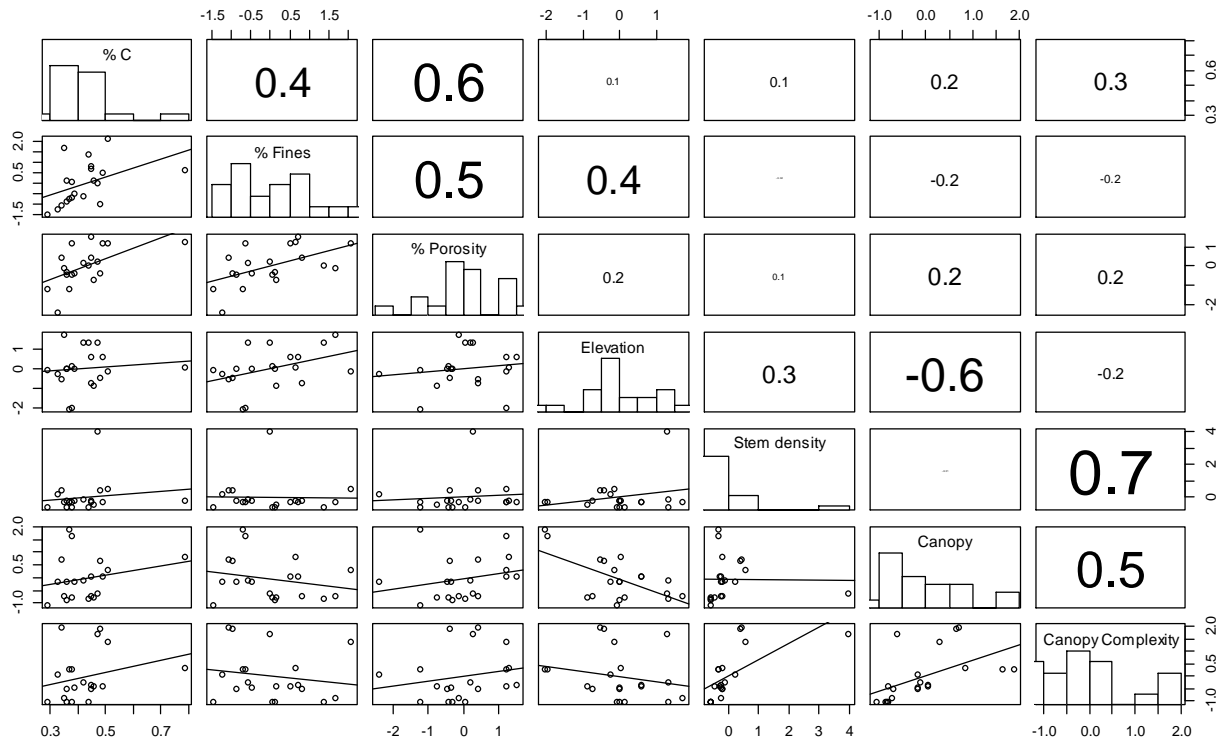 -1.5 -0.5 0.5 1.5 -2 -1 0 1 -1.0 0.0 1.0 2.0
% C 0.4 0.6 0.1 0.1 0.2 0.3 0.3 0.6
-1.5 0.5 2.0 % Fines 0.5 0.4 -0.2 -0.2
% Porosity 0.2 0.1 0.2 0.2 -2 0 1
-2 0 1 Elevation 0.3 -0.6 -0.2
Stem density 0.7 0 2 4
-1.0 0.5 2.0 Canopy 0.5
Canopy Complexity -1.0 0.5 2.0
0.3 0.5 0.7 -2 -1 0 1 0 1 2 3 4 -1.0 0.0 1.0 2.0